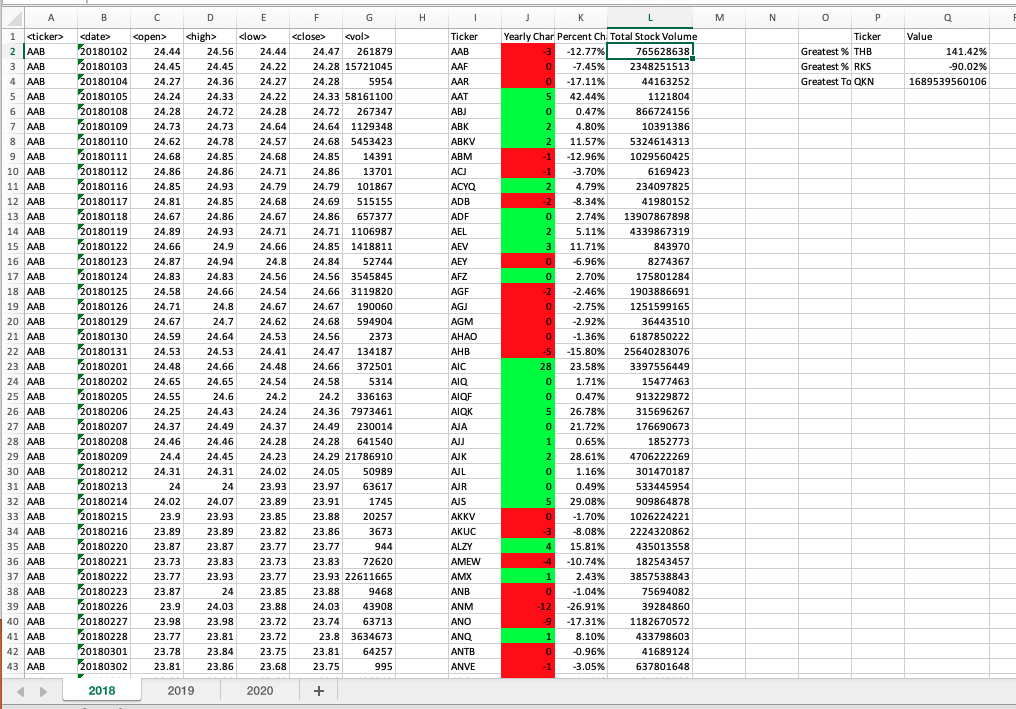 A B C D E F G H I J K L M N O P Q
1 <ticker> <date> <open> <high> <low> <close> <vol> Ticker Yearly Char Percent Ch Total Stock Volume Ticker Value
2 AAB 20180102 24.44 24.56 24.44 24.47 261879 AAB -3 -12.77% 765628638 Greatest % THB 141.42%
3 AAB 20180103 24.45 24.45 24.22 24.28 15721045 AAF 0 -7.45% 2348251513 Greatest % RKS -90.02%
4 AAB 20180104 24.27 24.36 24.27 24.28 5954 AAR 0 -17.11% 44163252 Greatest To QKN 1689539560106
5 AAB 20180105 24.24 24.33 24.22 24.33 58161100 AAT 5 42.44% 1121804
6 AAB 20180108 24.28 24.72 24.28 24.72 267347 ABJ 0 0.47% 866724156
7 AAB 20180109 24.73 24.73 24.64 24.64 1129348 ABK 2 4.80% 10391386
8 AAB 20180110 24.62 24.78 24.57 24.68 5453423 ABKV 2 11.57% 5324614313
9 AAB 20180111 24.68 24.85 24.68 24.85 14391 ABM -1 -12.96% 1029560425
10 AAB 20180112 24.86 24.86 24.71 24.86 13701 ACJ -1 -3.70% 6169423
11 AAB 20180116 24.85 24.93 24.79 24.79 101867 ACYQ 2 4.79% 234097825
12 AAB 20180117 24.81 24.85 24.68 24.69 515155 ADB -2 -8.34% 41980152
13 AAB 20180118 24.67 24.86 24.67 24.86 657377 ADF 0 2.74% 13907867898
14 AAB 20180119 24.89 24.93 24.71 24.71 1106987 AEL 2 5.11% 4339867319
15 AAB 20180122 24.66 24.9 24.66 24.85 1418811 AEV 3 11.71% 843970
16 AAB 20180123 24.87 24.94 24.8 24.84 52744 AEY 0 -6.96% 8274367
17 AAB 20180124 24.83 24.83 24.56 24.56 3545845 AFZ 0 2.70% 175801284
18 AAB 20180125 24.58 24.66 24.54 24.66 3119820 AGF -2 -2.46% 1903886691
19 AAB 20180126 24.71 24.8 24.67 24.67 190060 AGJ 0 -2.75% 1251599165
20 AAB 20180129 24.67 24.7 24.62 24.68 594904 AGM 0 -2.92% 36443510
21 AAB 20180130 24.59 24.64 24.53 24.56 2373 AHAO 0 -1.36% 6187850222
22 AAB 20180131 24.53 24.53 24.41 24.47 134187 AHB -5 -15.80% 25640283076
23 AAB 20180201 24.48 24.66 24.48 24.66 372501 AIC 28 23.58% 3397556449
24 AAB 20180202 24.65 24.65 24.54 24.58 5314 AIQ 0 1.71% 15477463
25 AAB 20180205 24.55 24.6 24.2 24.2 336163 AIQF 0 0.47% 913229872
26 AAB 20180206 24.25 24.43 24.24 24.36 7973461 AIQK 5 26.78% 315696267
27 AAB 20180207 24.37 24.49 24.37 24.49 230014 AJA 0 21.72% 176690673
28 AAB 20180208 24.46 24.46 24.28 24.28 641540 AJJ 1 0.65% 1852773
29 AAB 20180209 24.4 24.45 24.23 24.29 21786910 AJK 2 28.61% 4706222269
30 AAB 20180212 24.31 24.31 24.02 24.05 50989 AJL 0 1.16% 301470187
31 AAB 20180213 24 24 23.93 23.97 63617 AJR 0 0.49% 533445954
32 AAB 20180214 24.02 24.07 23.89 23.91 1745 AJS 5 29.08% 909864878
33 AAB 20180215 23.9 23.93 23.85 23.88 20257 AKKV 0 -1.70% 1026224221
34 AAB 20180216 23.89 23.89 23.82 23.86 3673 AKUC -3 -8.08% 2224320862
35 AAB 20180220 23.87 23.87 23.77 23.77 944 ALZY 4 15.81% 435013558
36 AAB 20180221 23.73 23.83 23.73 23.83 72620 AMEW -4 -10.74% 182543457
37 AAB 20180222 23.77 23.93 23.77 23.93 22611665 AMX 1 2.43% 3857538843
38 AAB 20180223 23.87 24 23.85 23.88 9468 ANB 0 -1.04% 75694082
39 AAB 20180226 23.9 24.03 23.88 24.03 43908 ANM -12 -26.91% 39284860
40 AAB 20180227 23.98 23.98 23.72 23.74 63713 ANO -9 -17.31% 1182670572
41 AAB 20180228 23.77 23.81 23.72 23.8 3634673 ANQ 1 8.10% 433798603
42 AAB 20180301 23.78 23.84 23.75 23.81 64257 ANTB 0 -0.96% 41689124
43 AAB 20180302 23.81 23.86 23.68 23.75 995 ANVE -1 -3.05% 637801648
2018 2019 2020 +